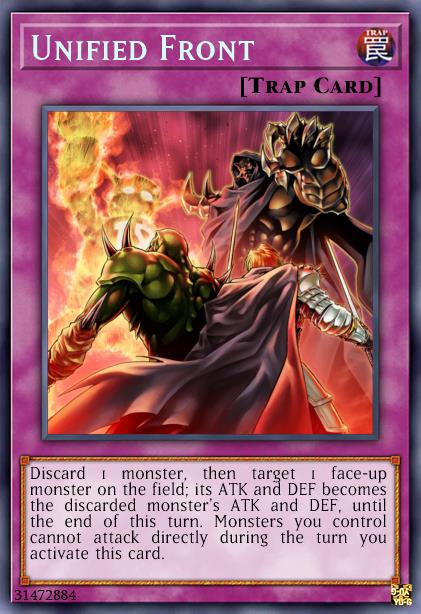 Unified Front
TRAP
罠
[Trap Card]
Discard 1 monster, then target 1 face-up
monster on the field; its ATK and DEF becomes
the discarded monster's ATK and DEF, until
the end of this turn. Monsters you control
cannot attack directly during the turn you
activate this card.
31472884